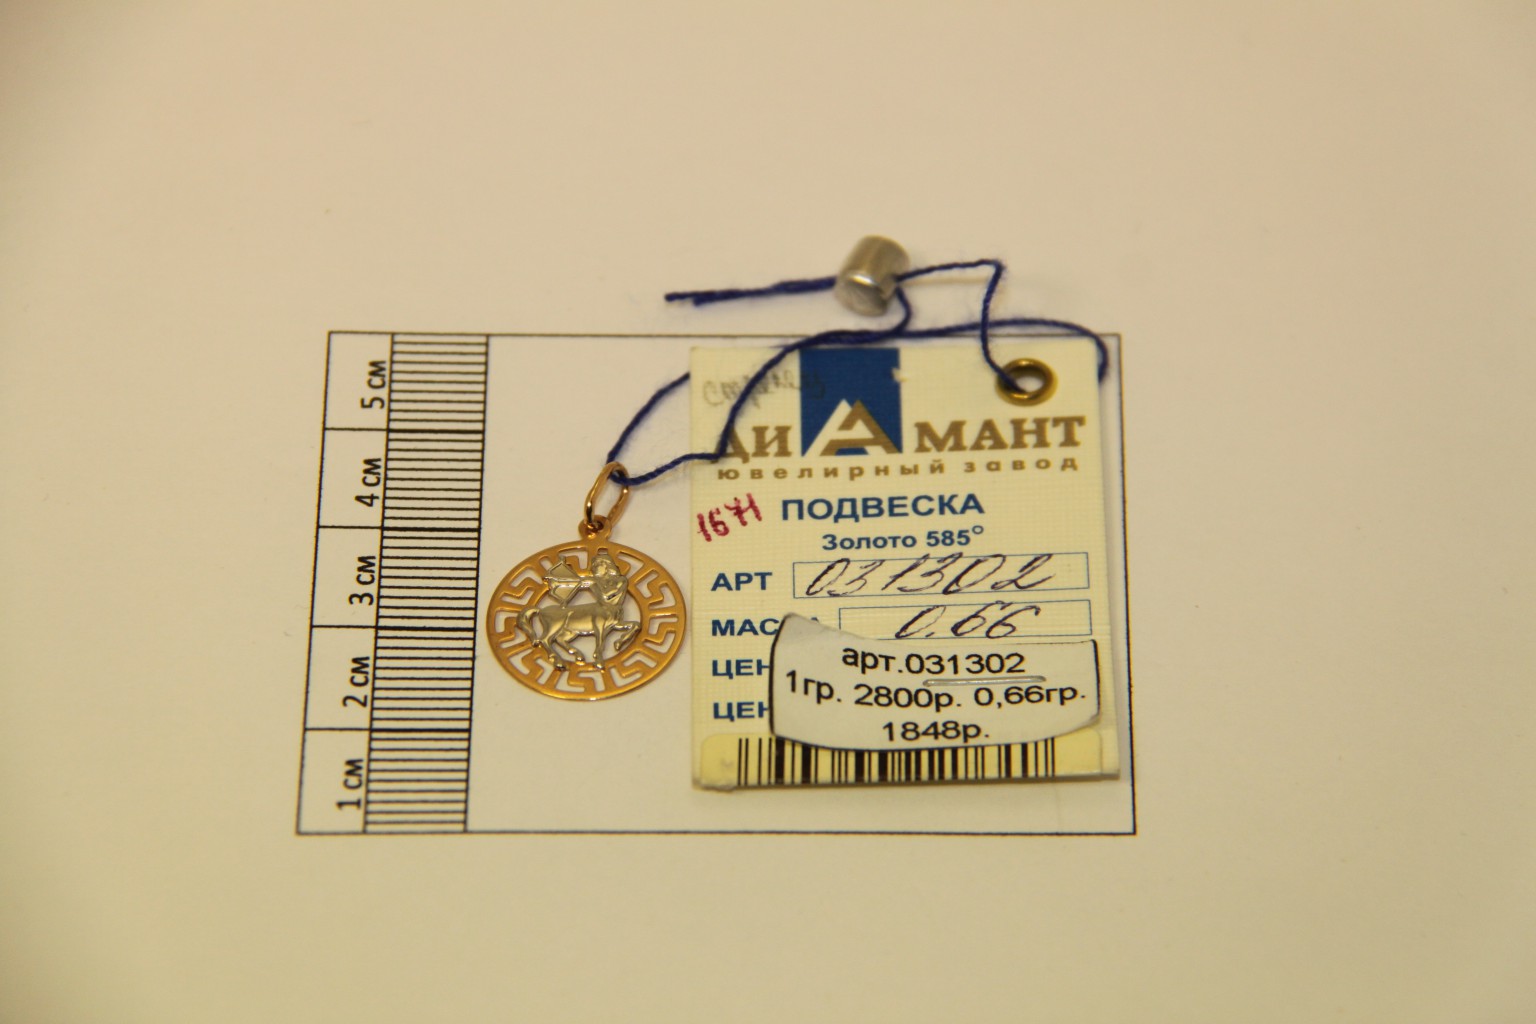 5 см
4 см
3 см
2 см
1 см
ДИАМАНТ
ювелирный завод
1671
ПОДВЕСКА
Золото 585°
АРТ 031302
МАС 0.66
ЦЕН
ЦЕН
арт.031302
1гр. 2800р. 0,66гр.
1848р.